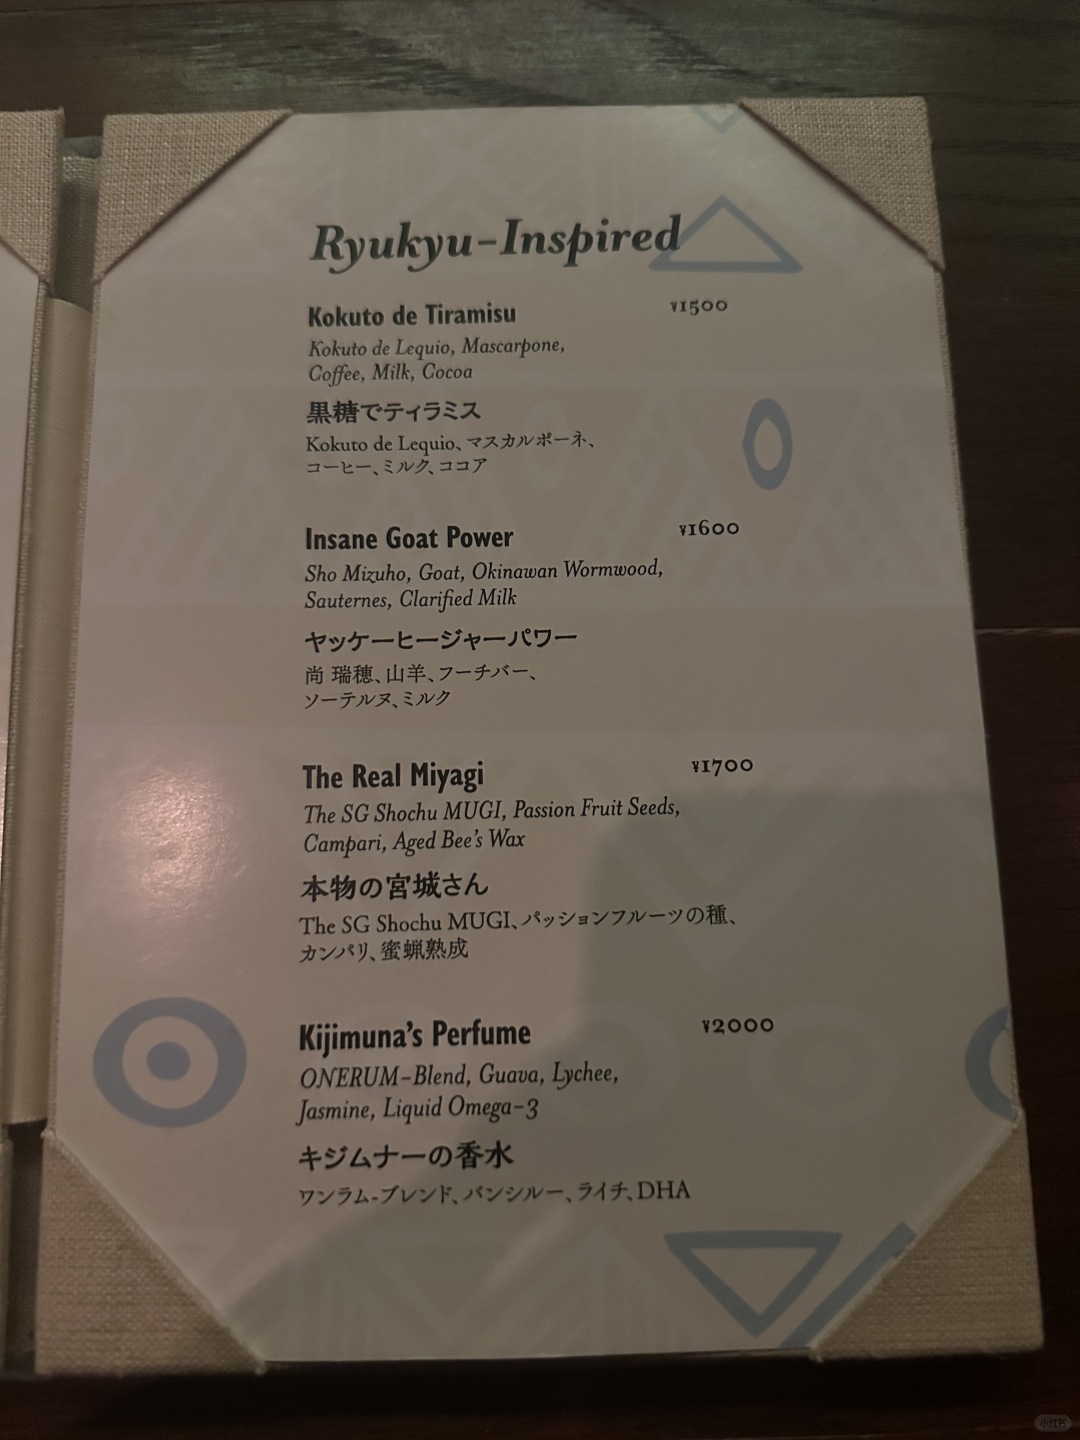 Ryukyu-Inspired
Kokuto de Tiramisu ¥1500
Kokuto de Lequio, Mascarpone,
Coffee, Milk, Cocoa
黒糖でティラミス
Kokuto de Lequio、マスカルポーネ、
コーヒー、ミルク、ココア
Insane Goat Power ¥1600
Sho Mizuho, Goat, Okinawan Wormwood,
Sauternes, Clarified Milk
ヤッケーヒージャーパワー
尚 瑞穂、山羊、フーチバー、
ソーテルヌ、ミルク
The Real Miyagi ¥1700
The SG Shochu MUGI, Passion Fruit Seeds,
Campari, Aged Bee's Wax
本物の宮城さん
The SG Shochu MUGI、パッションフルーツの種、
カンパリ、蜜蝋熟成
Kijimuna's Perfume ¥2000
ONERUM-Blend, Guava, Lychee,
Jasmine, Liquid Omega-3
キジムナーの香水
ワンラム-ブレンド、バンシルー、ライチ、DHA
小红书